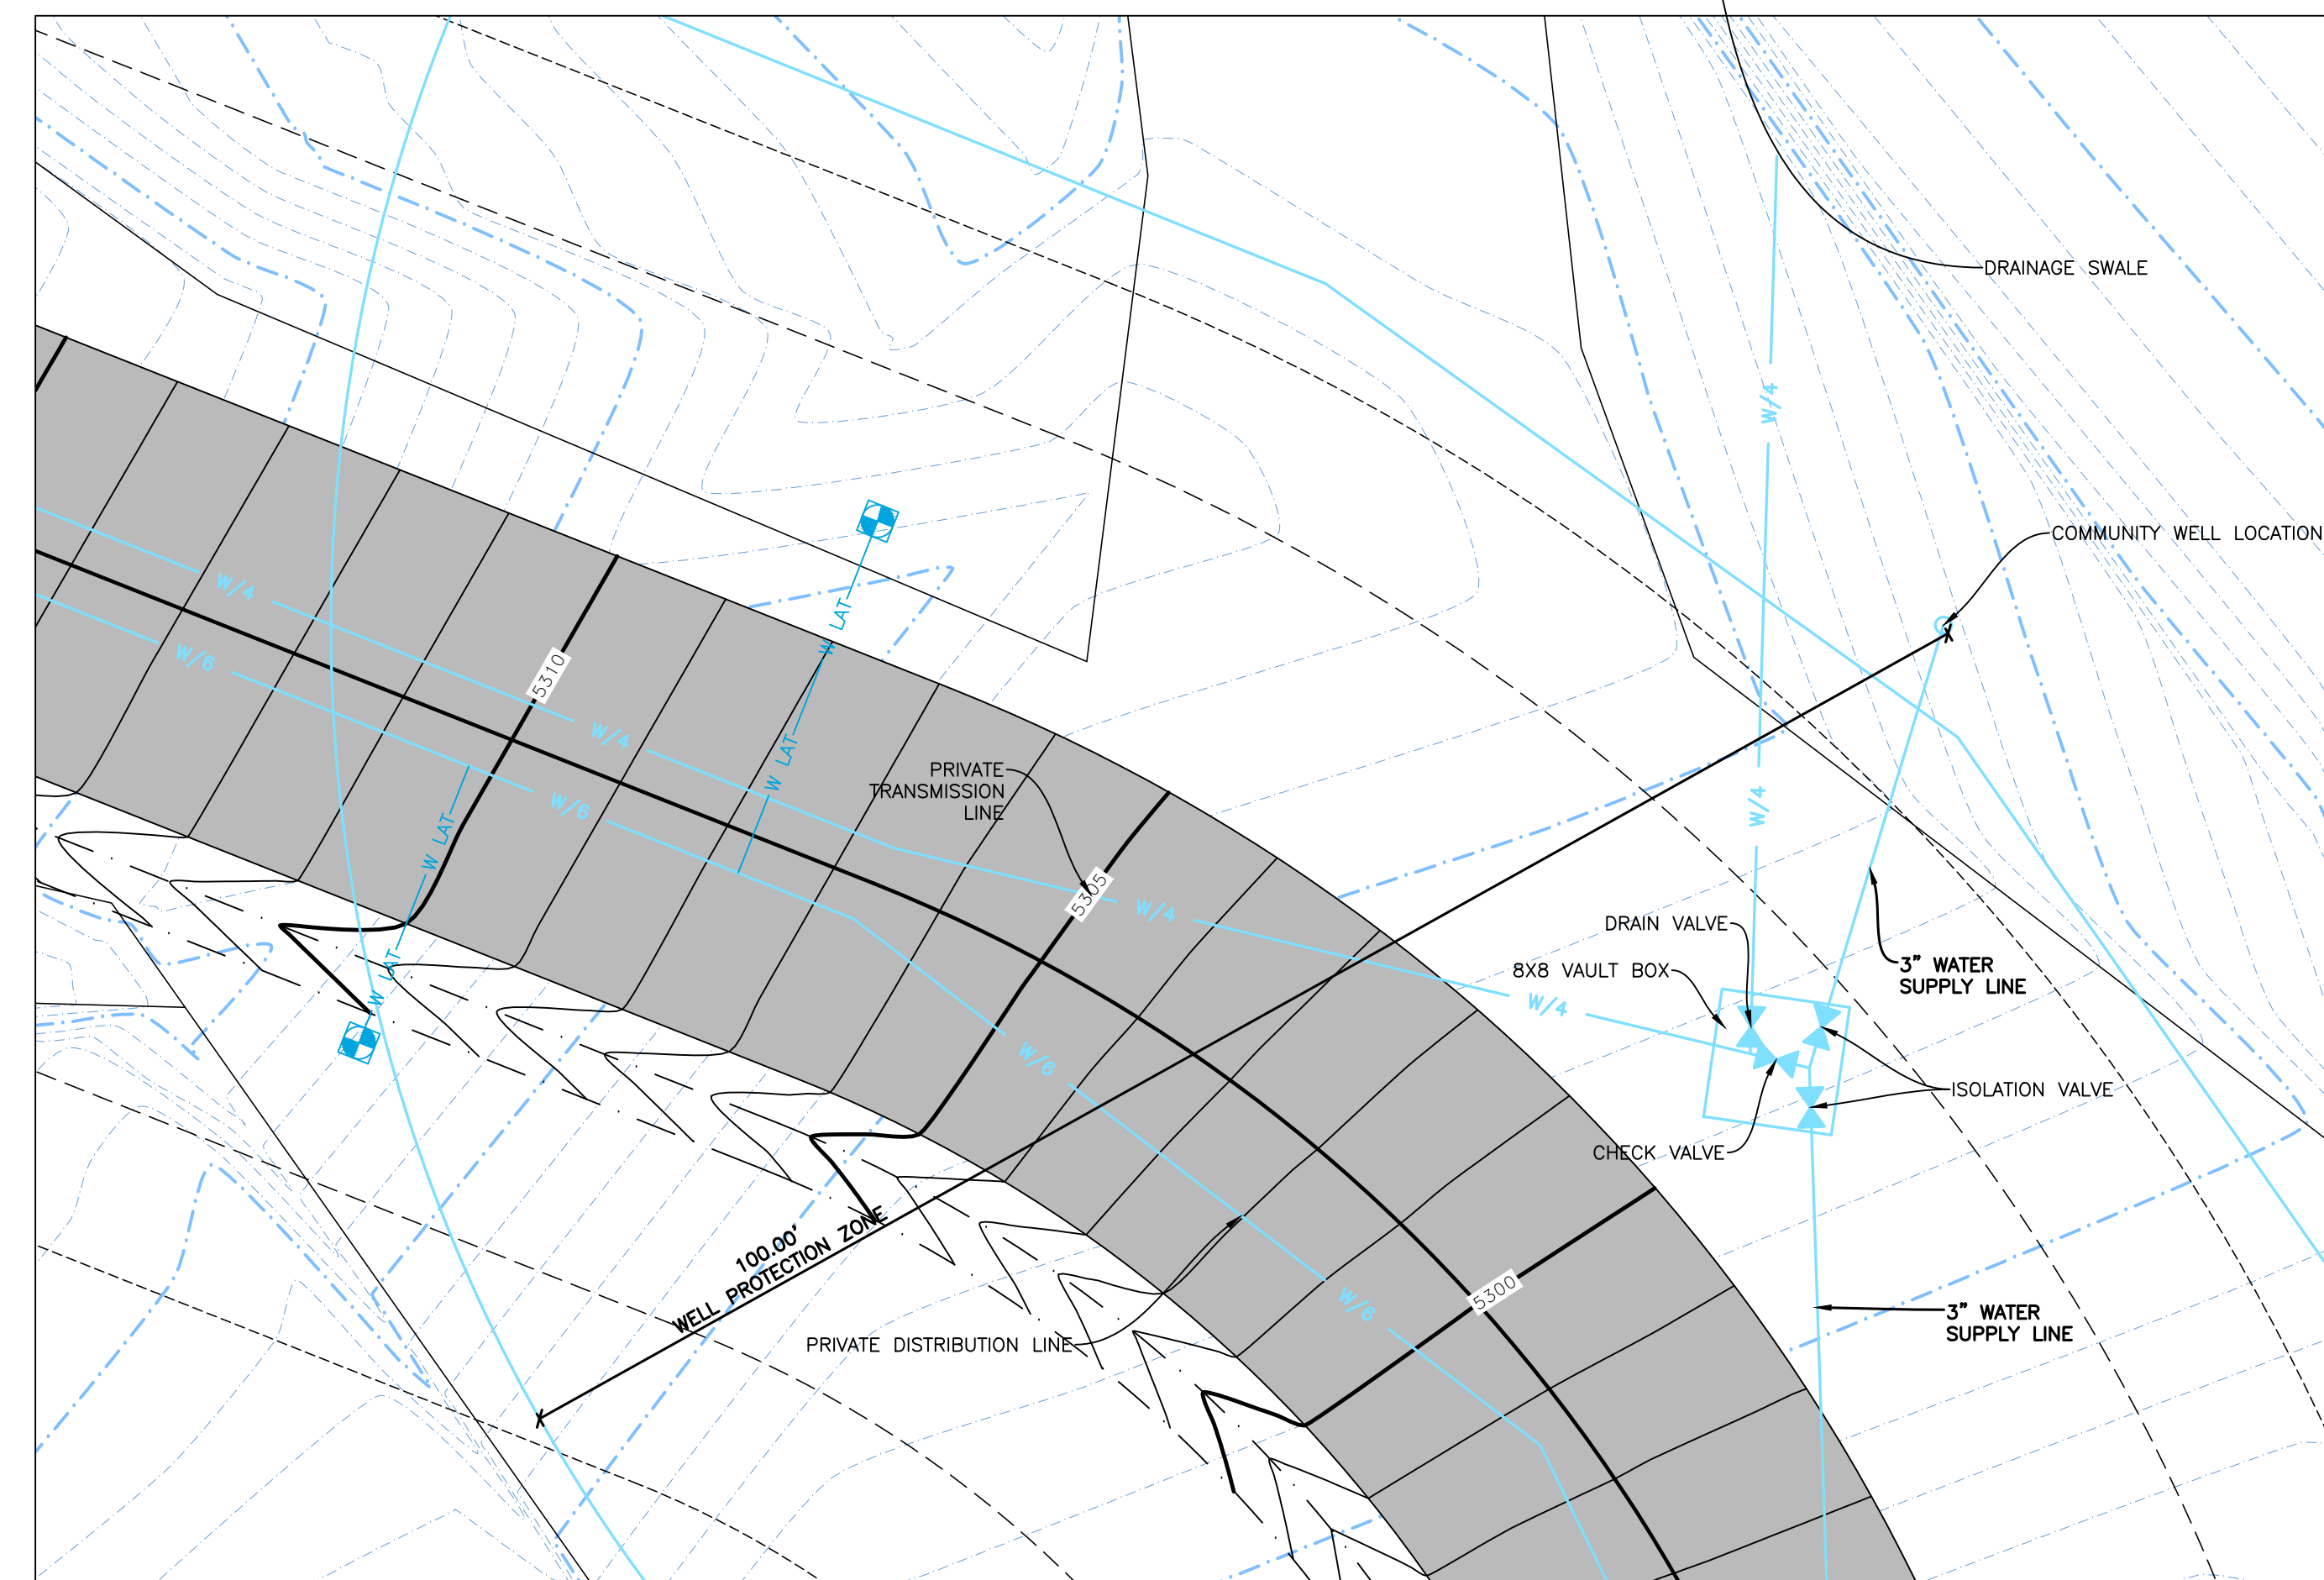 DRAINAGE SWALE
W/4
COMMUNITY WELL LOCATION
W/4
W LAT
W/4
W/6
5310
W/4
W LAT
PRIVATE
TRANSMISSION
LINE
W/6
W/4
W LAT
5305
W/4
DRAIN VALVE
8X8 VAULT BOX
3" WATER
SUPPLY LINE
W LAT
W/4
W/6
ISOLATION VALVE
CHECK VALVE
100.00'
WELL PROTECTION ZONE
5300
W/6
3" WATER
SUPPLY LINE
PRIVATE DISTRIBUTION LINE